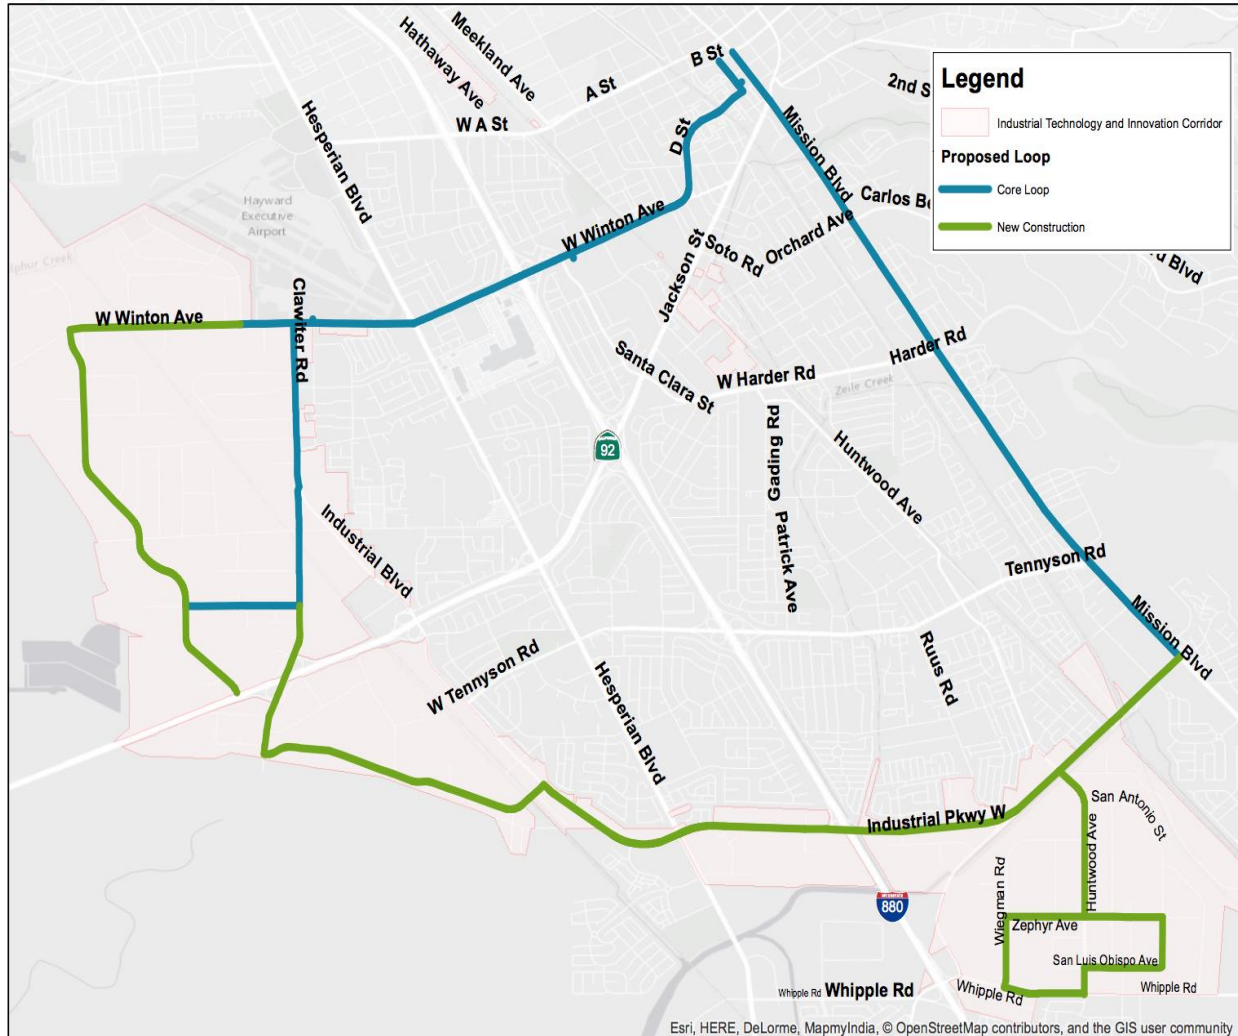 Meekland Ave
Hathaway Ave
B St
A St
W A St
2nd S
Hesperian Blvd
D St
Mission Blvd
Carlos Be
Hayward
Executive
Airport
W Winton Ave
Orchard Ave
Soto Rd
Jackson St
rd Blvd
phur Creek
Clawiter Rd
W Winton Ave
Harder Rd
Santa Clara St
W Harder Rd
Zeile Creek
92
Gading Rd
Huntwood Ave
Industrial Blvd
Patrick Ave
Tennyson Rd
Mission Blvd
W Tennyson Rd
Ruus Rd
Hesperian Blvd
Industrial Pkwy W
San Antonio St
Huntwood Ave
Wiegman Rd
880
Zephyr Ave
San Luis Obispo Ave
Whipple Rd
Whipple Rd
Whipple Rd
Whipple Rd
Legend
Industrial Technology and Innovation Corridor
Proposed Loop
Core Loop
New Construction
Esri, HERE, DeLorme, MapmyIndia, © OpenStreetMap contributors, and the GIS user community